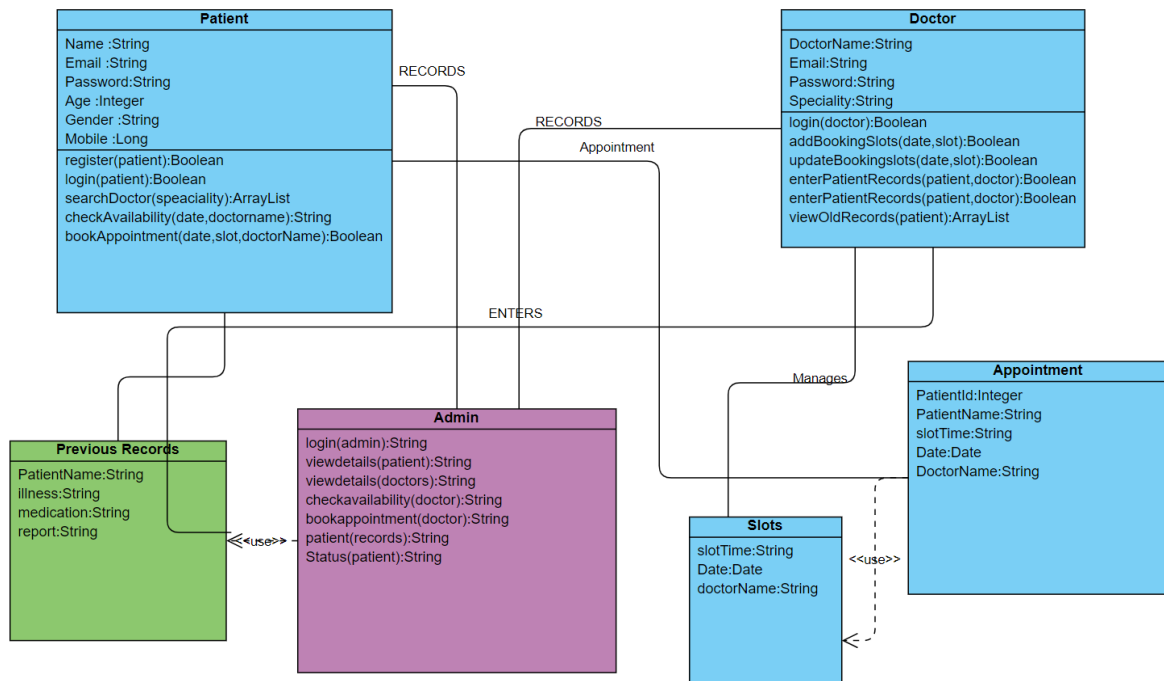 Patient
Name :String
Email :String
Password:String
Age :Integer
Gender :String
Mobile :Long
register(patient):Boolean
login(patient):Boolean
searchDoctor(speaciality):ArrayList
checkAvailability(date,doctorname):String
bookAppointment(date,slot,doctorName):Boolean
RECORDS
RECORDS
Appointment
Doctor
DoctorName:String
Email:String
Password:String
Speciality:String
login(doctor):Boolean
addBookingSlots(date,slot):Boolean
updateBookingslots(date,slot):Boolean
enterPatientRecords(patient,doctor):Boolean
enterPatientRecords(patient,doctor):Boolean
viewOldRecords(patient):ArrayList
ENTERS
Manages
Previous Records
PatientName:String
illness:String
medication:String
report:String
<<use>>
Admin
login(admin):String
viewdetails(patient):String
viewdetails(doctors):String
checkavailability(doctor):String
bookappointment(doctor):String
patient(records):String
Status(patient):String
Slots
slotTime:String
Date:Date
doctorName:String
<<use>>
Appointment
PatientId:Integer
PatientName:String
slotTime:String
Date:Date
DoctorName:String